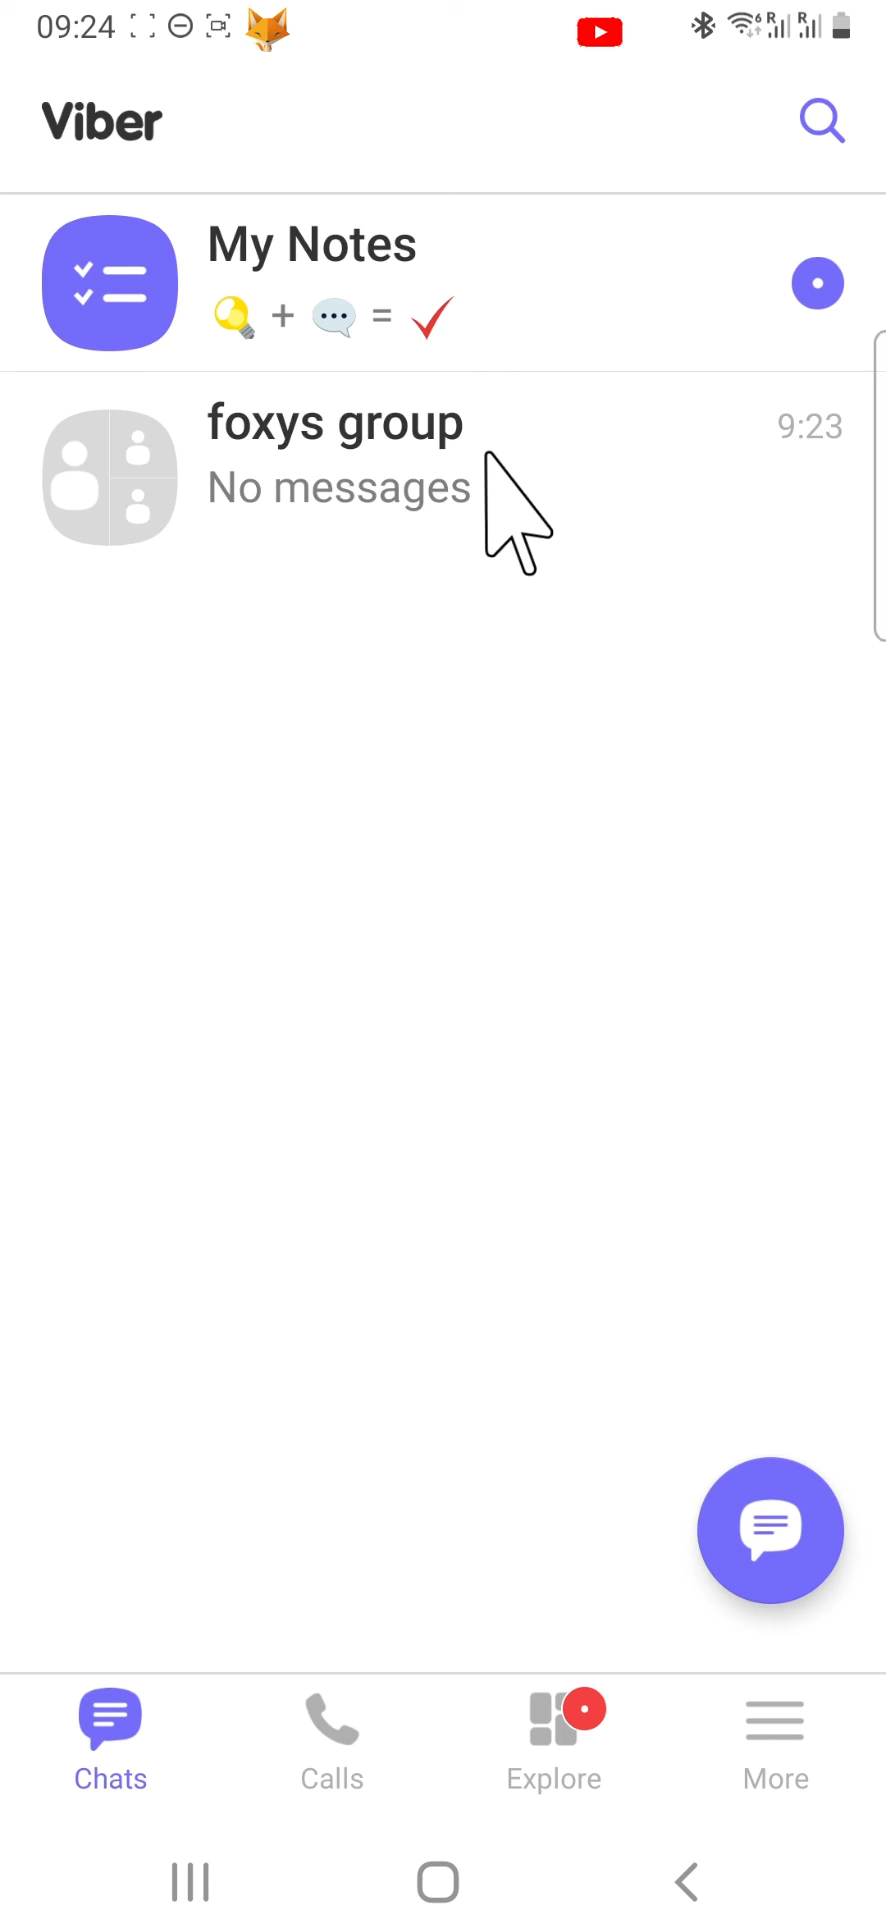 09:24
Viber
My Notes
+ = 
foxys group 9:23
No messages
Chats Calls Explore More